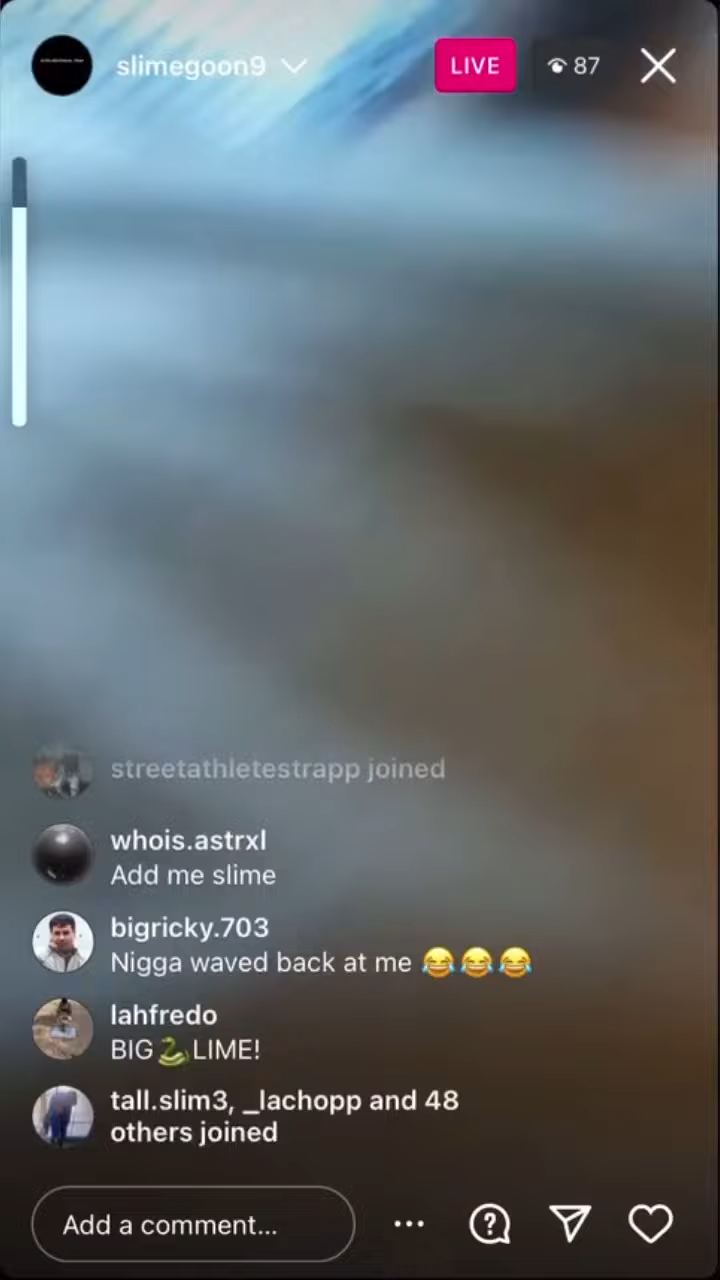 slimegoon9
LIVE
87
streetathletestrapp joined
whois.astrxl
Add me slime
bigricky.703
Nigga waved back at me 😂😂😂
lahfredo
BIG🐍LIME!
tall.slim3, _lachopp and 48
others joined
Add a comment...